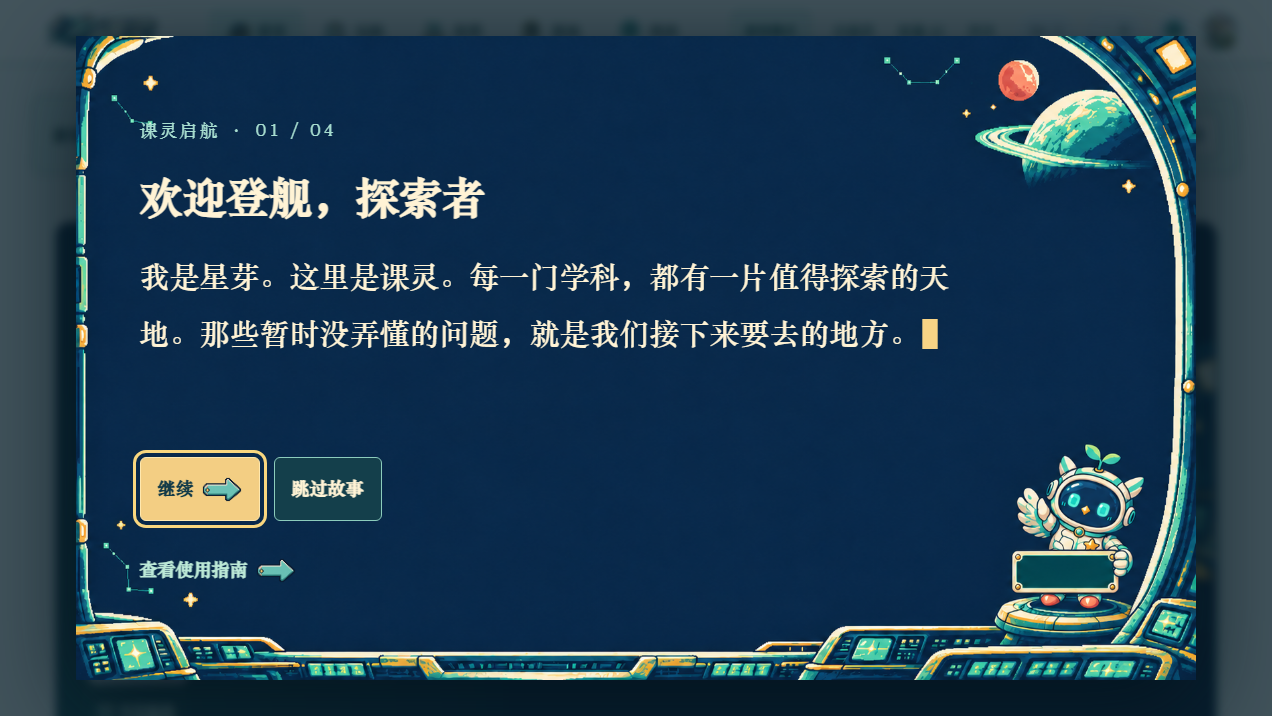 课灵启航 · 01 / 04
欢迎登舰，探索者
我是星芽。这里是课灵。每一门学科，都有一片值得探索的天
地。那些暂时没弄懂的问题，就是我们接下来要去的地方。
继续
跳过故事
查看使用指南